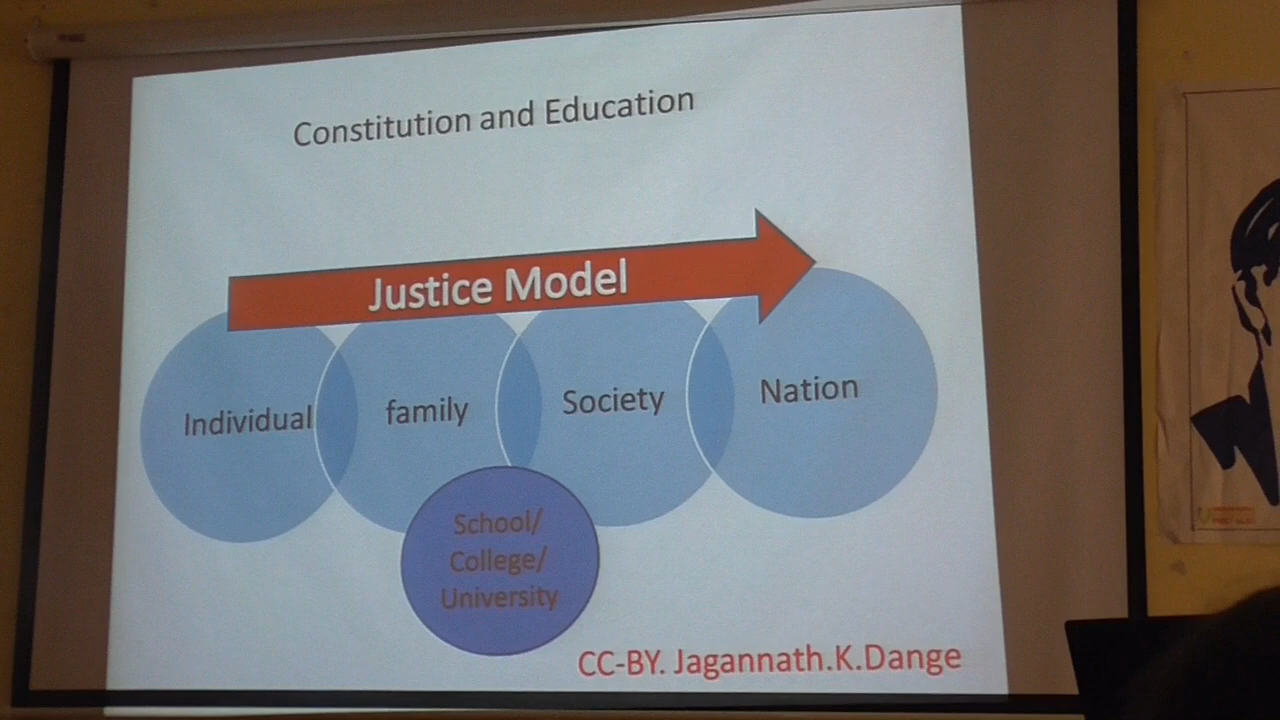 Constitution and Education
Justice Model
Individual
family
Society
Nation
School/
College/
University
CC-BY. Jagannath.K.Dange